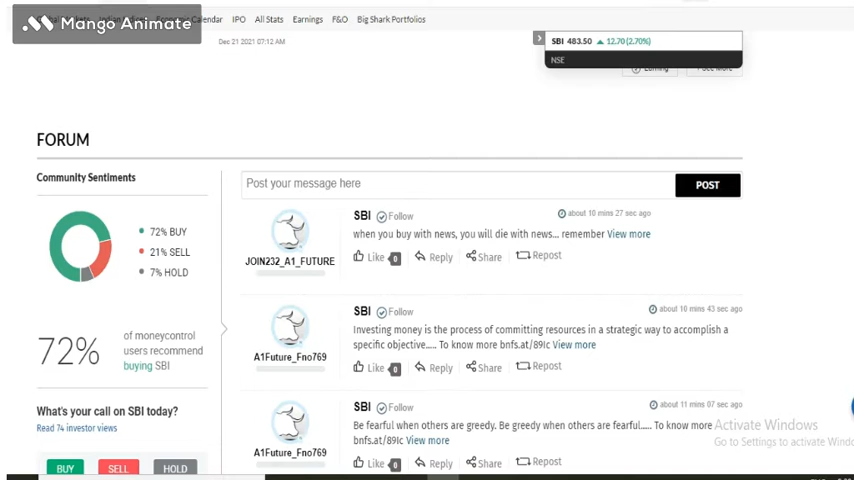 Mango Animate
Global Markets Indian Indices Economic Calendar IPO All Stats Earnings F&O Big Shark Portfolios
Dec 21 2021 07:12 AM
SBI 483.50 ▲ 12.70 (2.70%)
NSE
Earning + See More
FORUM
Community Sentiments
72% BUY
21% SELL
7% HOLD
72%
of moneycontrol
users recommend
buying SBI
What's your call on SBI today?
Read 74 investor views
BUY SELL HOLD
Post your message here POST
JOIN232_A1_FUTURE
SBI Follow about 10 mins 27 sec ago
when you buy with news, you will die with news... remember View more
Like 0 Reply Share Repost
A1Future_Fno769
SBI Follow about 10 mins 43 sec ago
Investing money is the process of committing resources in a strategic way to accomplish a
specific objective..... To know more bnfs.at/89Ic View more
Like 0 Reply Share Repost
A1Future_Fno769
SBI Follow about 11 mins 07 sec ago
Be fearful when others are greedy. Be greedy when others are fearful..... To know more
bnfs.at/89Ic View more
Like 0 Reply Share Repost
Activate Windows
Go to Settings to activate Windo